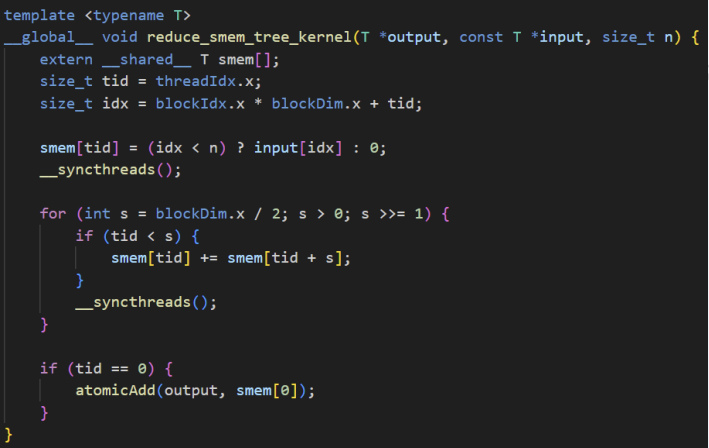 template <typename T>
__global__ void reduce_smem_tree_kernel(T *output, const T *input, size_t n) {
    extern __shared__ T smem[];
    size_t tid = threadIdx.x;
    size_t idx = blockIdx.x * blockDim.x + tid;

    smem[tid] = (idx < n) ? input[idx] : 0;
    __syncthreads();

    for (int s = blockDim.x / 2; s > 0; s >>= 1) {
        if (tid < s) {
            smem[tid] += smem[tid + s];
        }
        __syncthreads();
    }

    if (tid == 0) {
        atomicAdd(output, smem[0]);
    }
}